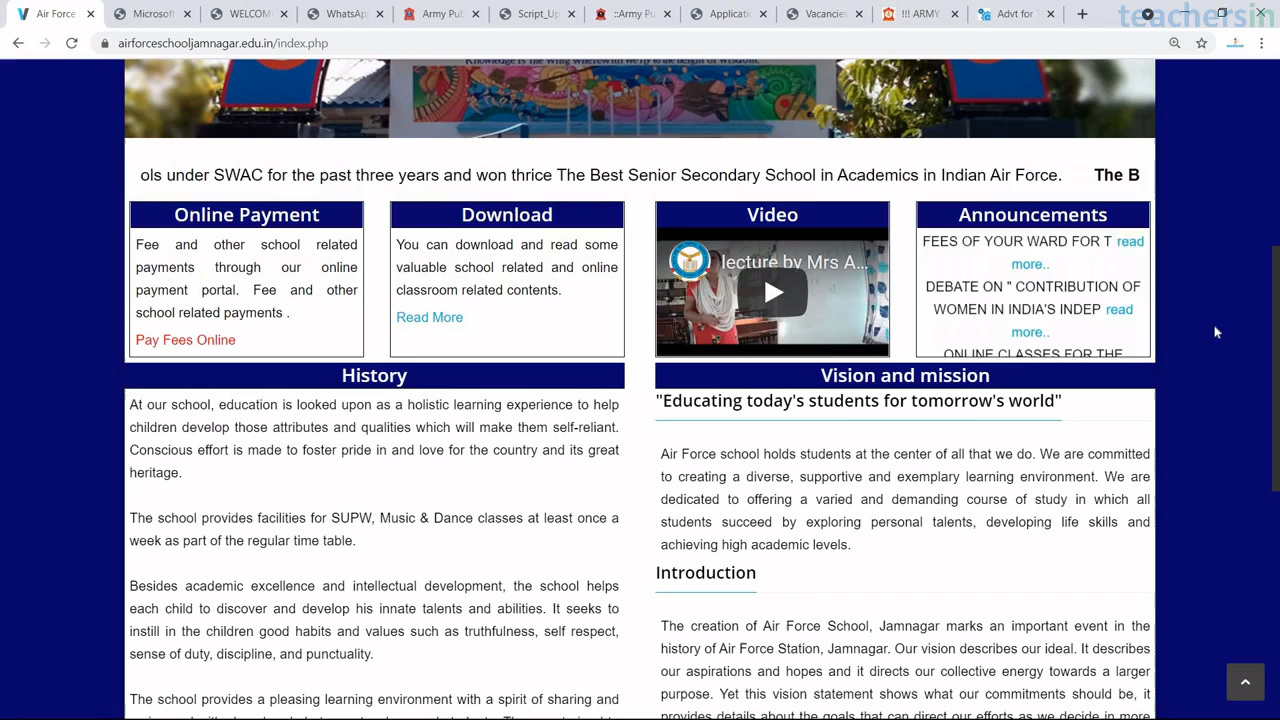 Air Force
Microsoft
WELCOM
WhatsAp
Army Pu
Script_Up
::Army Pu
Applicati
Vacancies
!!! ARMY
Advt for T
teachersin
airforceschooljamnagar.edu.in/index.php
Knowledge is the wing wherewith we fly to the height of wisdom.
ols under SWAC for the past three years and won thrice The Best Senior Secondary School in Academics in Indian Air Force. The B
Online Payment
Fee and other school related
payments through our online
payment portal. Fee and other
school related payments .
Pay Fees Online
Download
You can download and read some
valuable school related and online
classroom related contents.
Read More
Video
lecture by Mrs A...
Announcements
FEES OF YOUR WARD FOR T read
more..
DEBATE ON " CONTRIBUTION OF
WOMEN IN INDIA'S INDEP read
more..
ONLINE CLASSES FOR THE
History
At our school, education is looked upon as a holistic learning experience to help
children develop those attributes and qualities which will make them self-reliant.
Conscious effort is made to foster pride in and love for the country and its great
heritage.
The school provides facilities for SUPW, Music & Dance classes at least once a
week as part of the regular time table.
Besides academic excellence and intellectual development, the school helps
each child to discover and develop his innate talents and abilities. It seeks to
instill in the children good habits and values such as truthfulness, self respect,
sense of duty, discipline, and punctuality.
The school provides a pleasing learning environment with a spirit of sharing and
Vision and mission
"Educating today's students for tomorrow's world"
Air Force school holds students at the center of all that we do. We are committed
to creating a diverse, supportive and exemplary learning environment. We are
dedicated to offering a varied and demanding course of study in which all
students succeed by exploring personal talents, developing life skills and
achieving high academic levels.
Introduction
The creation of Air Force School, Jamnagar marks an important event in the
history of Air Force Station, Jamnagar. Our vision describes our ideal. It describes
our aspirations and hopes and it directs our collective energy towards a larger
purpose. Yet this vision statement shows what our commitments should be, it
provides details about the goals that can direct our efforts as we decide in more